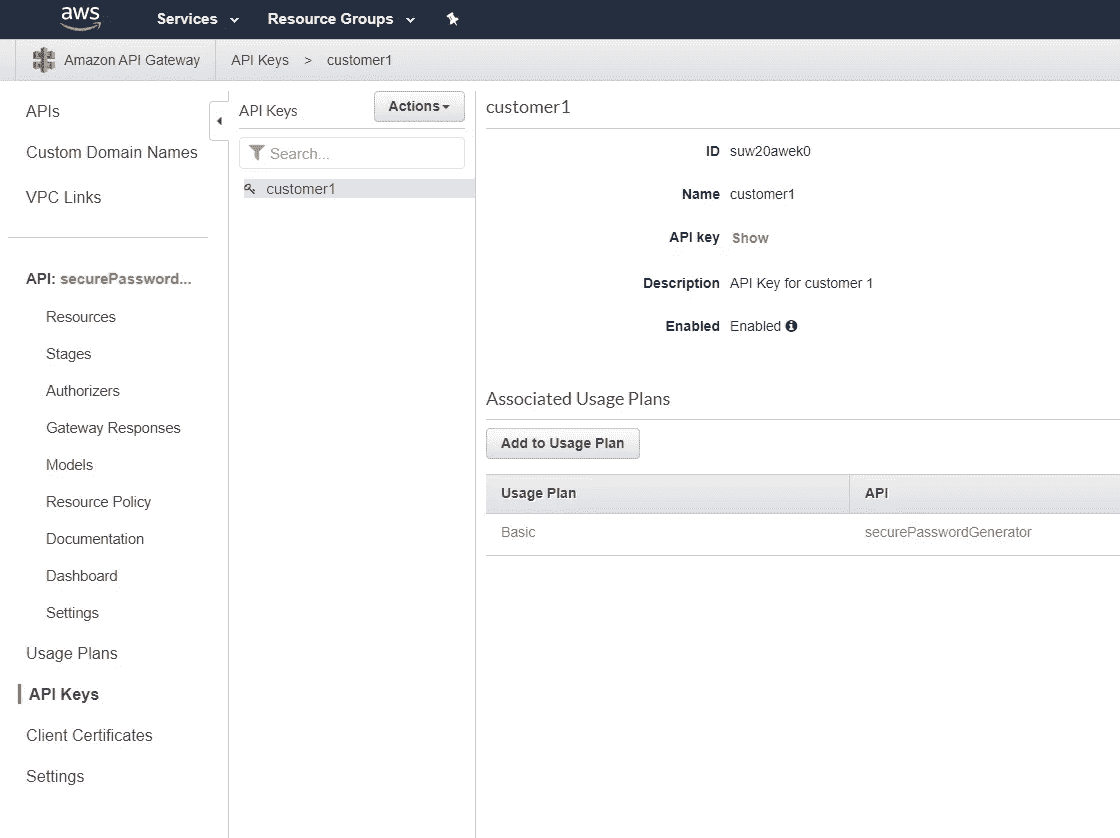 aws Services Resource Groups
Amazon API Gateway API Keys > customer1
APIs
Custom Domain Names
VPC Links
API: securePassword...
Resources
Stages
Authorizers
Gateway Responses
Models
Resource Policy
Documentation
Dashboard
Settings
Usage Plans
API Keys
Client Certificates
Settings
API Keys Actions
Search...
customer1
customer1
ID suw20awek0
Name customer1
API key Show
Description API Key for customer 1
Enabled Enabled
Associated Usage Plans
Add to Usage Plan
Usage Plan API
Basic securePasswordGenerator